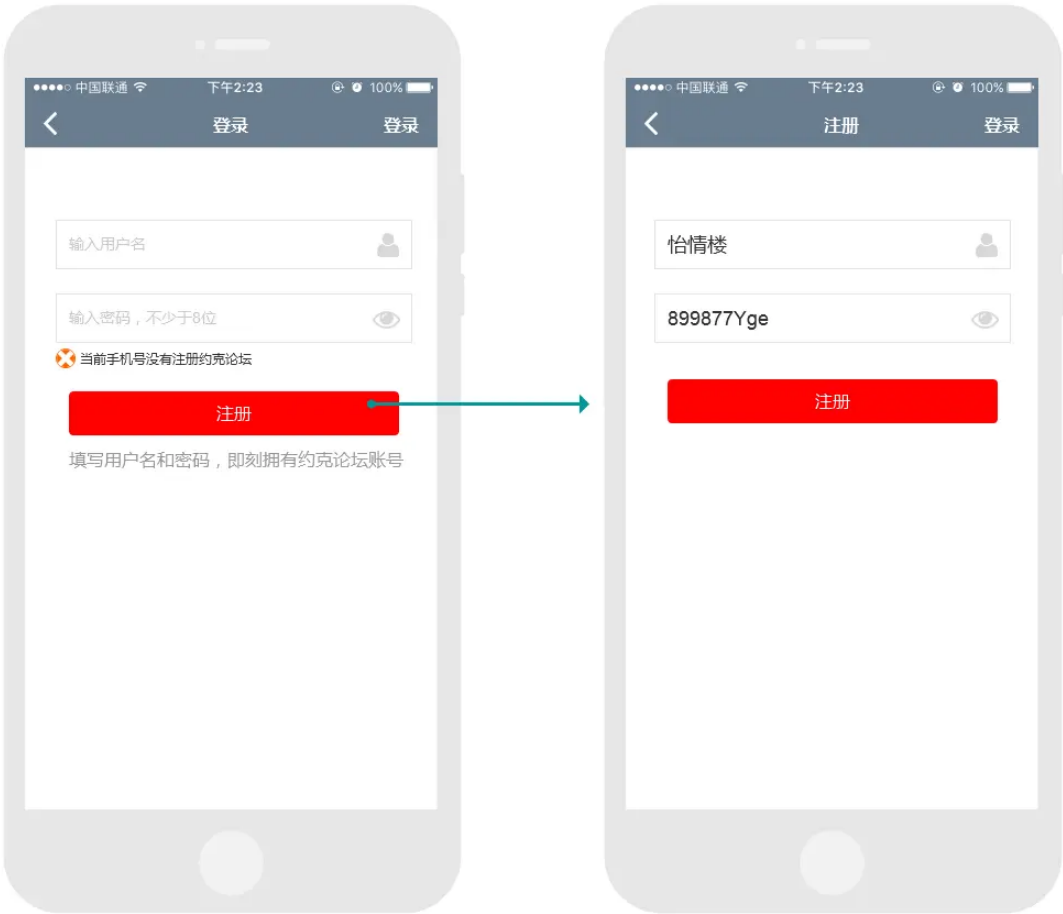 中国联通 下午2:23 100%
登录 登录
输入用户名
输入密码，不少于8位
当前手机号没有注册约克论坛
注册
填写用户名和密码，即刻拥有约克论坛账号
中国联通 下午2:23 100%
注册 登录
怡情楼
899877Yge
注册